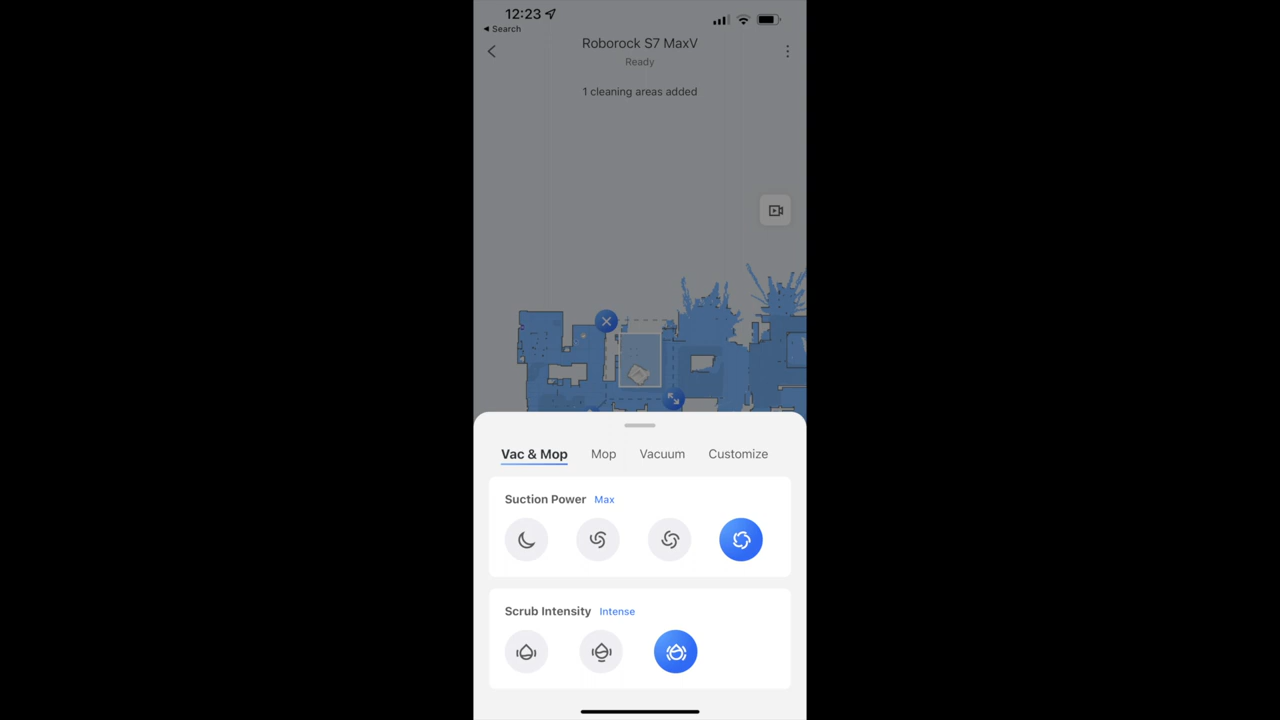 12:23
◀ Search
Roborock S7 MaxV
Ready
1 cleaning areas added
Vac & Mop Mop Vacuum Customize
Suction Power Max
Scrub Intensity Intense